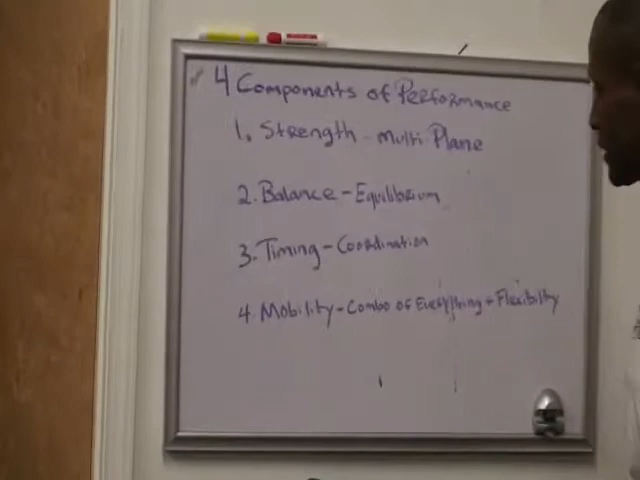 4 Components of Performance
1. Strength - Multi Plane
2. Balance - Equilibrium
3. Timing - Coordination
4. Mobility - Combo of Everything + Flexibility